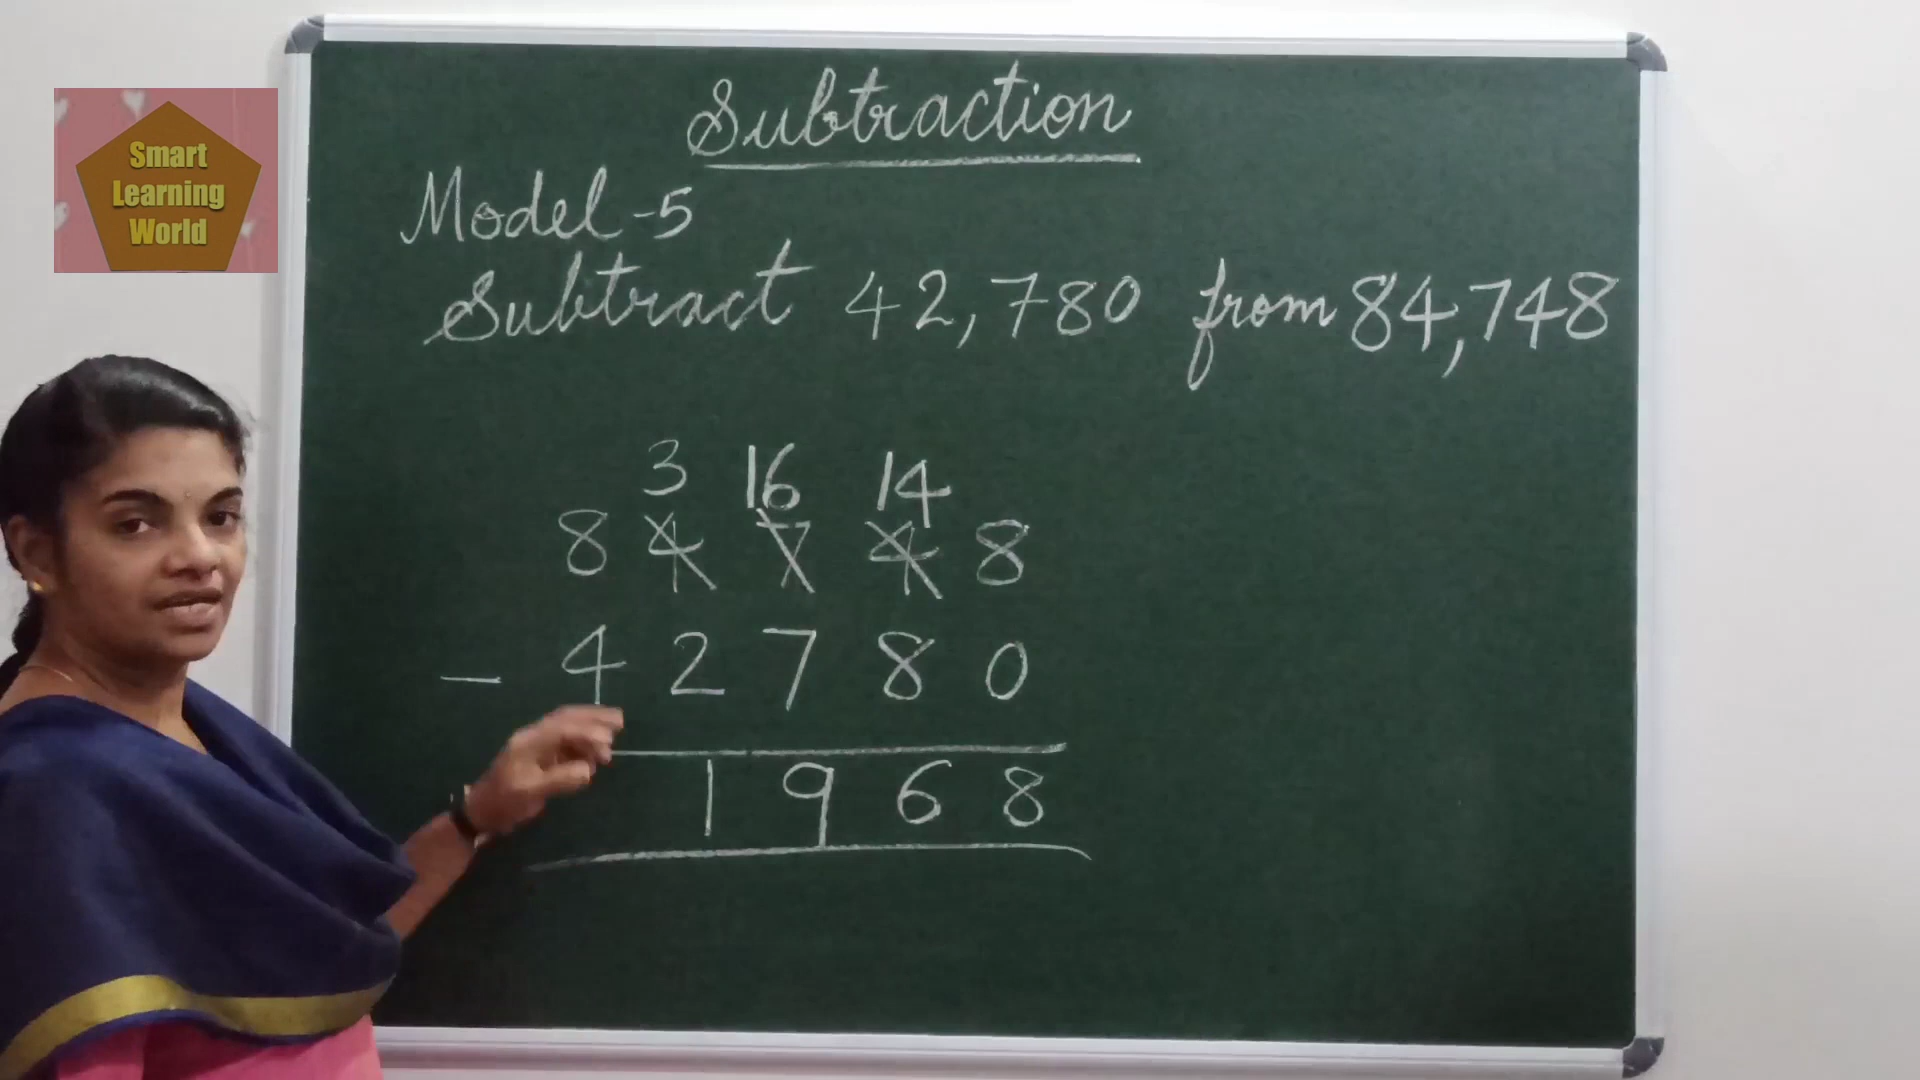 Smart
Learning
World
Subtraction
Model -5
Subtract 42,780 from 84,748
3 16 14
8 4 7 4 8
- 4 2 7 8 0
1 9 6 8